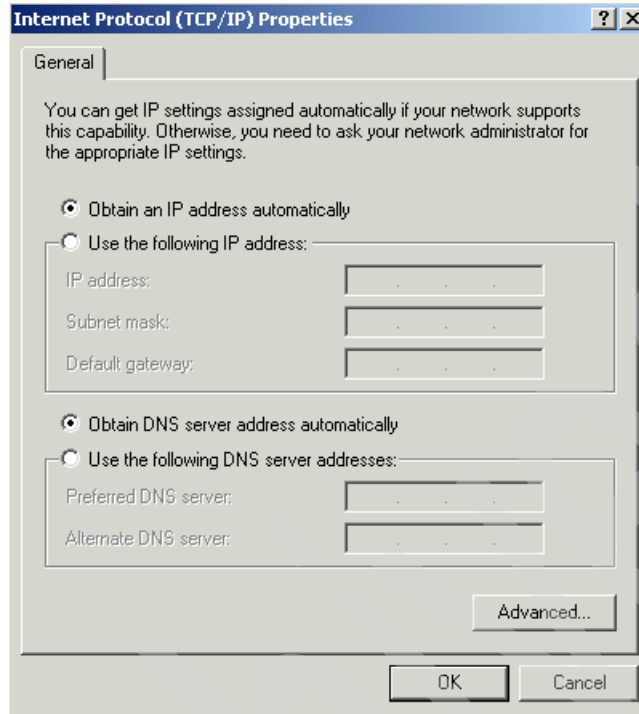 Internet Protocol (TCP/IP) Properties
General
You can get IP settings assigned automatically if your network supports
this capability. Otherwise, you need to ask your network administrator for
the appropriate IP settings.
Obtain an IP address automatically
Use the following IP address:
IP address:
Subnet mask:
Default gateway:
Obtain DNS server address automatically
Use the following DNS server addresses:
Preferred DNS server:
Alternate DNS server:
Advanced...
OK Cancel